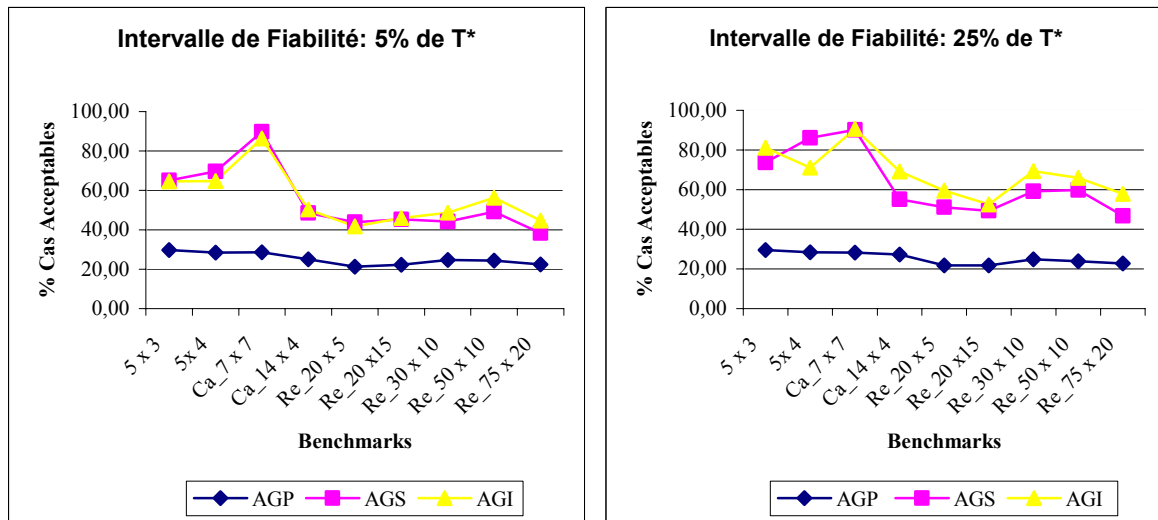 Intervalle de Fiabilité: 5% de T*
% Cas Acceptables
100,00
80,00
60,00
40,00
20,00
0,00
5 x 3
5x 4
Ca_7 x 7
Ca_14 x 4
Re_20 x 5
Re_20 x15
Re_30 x 10
Re_50 x 10
Re_75 x 20
Benchmarks
AGP AGS AGI
Intervalle de Fiabilité: 25% de T*
% Cas Acceptables
100,00
80,00
60,00
40,00
20,00
0,00
5 x 3
5x 4
Ca_7 x 7
Ca_14 x 4
Re_20 x 5
Re_20 x15
Re_30 x 10
Re_50 x 10
Re_75 x 20
Benchmarks
AGP AGS AGI